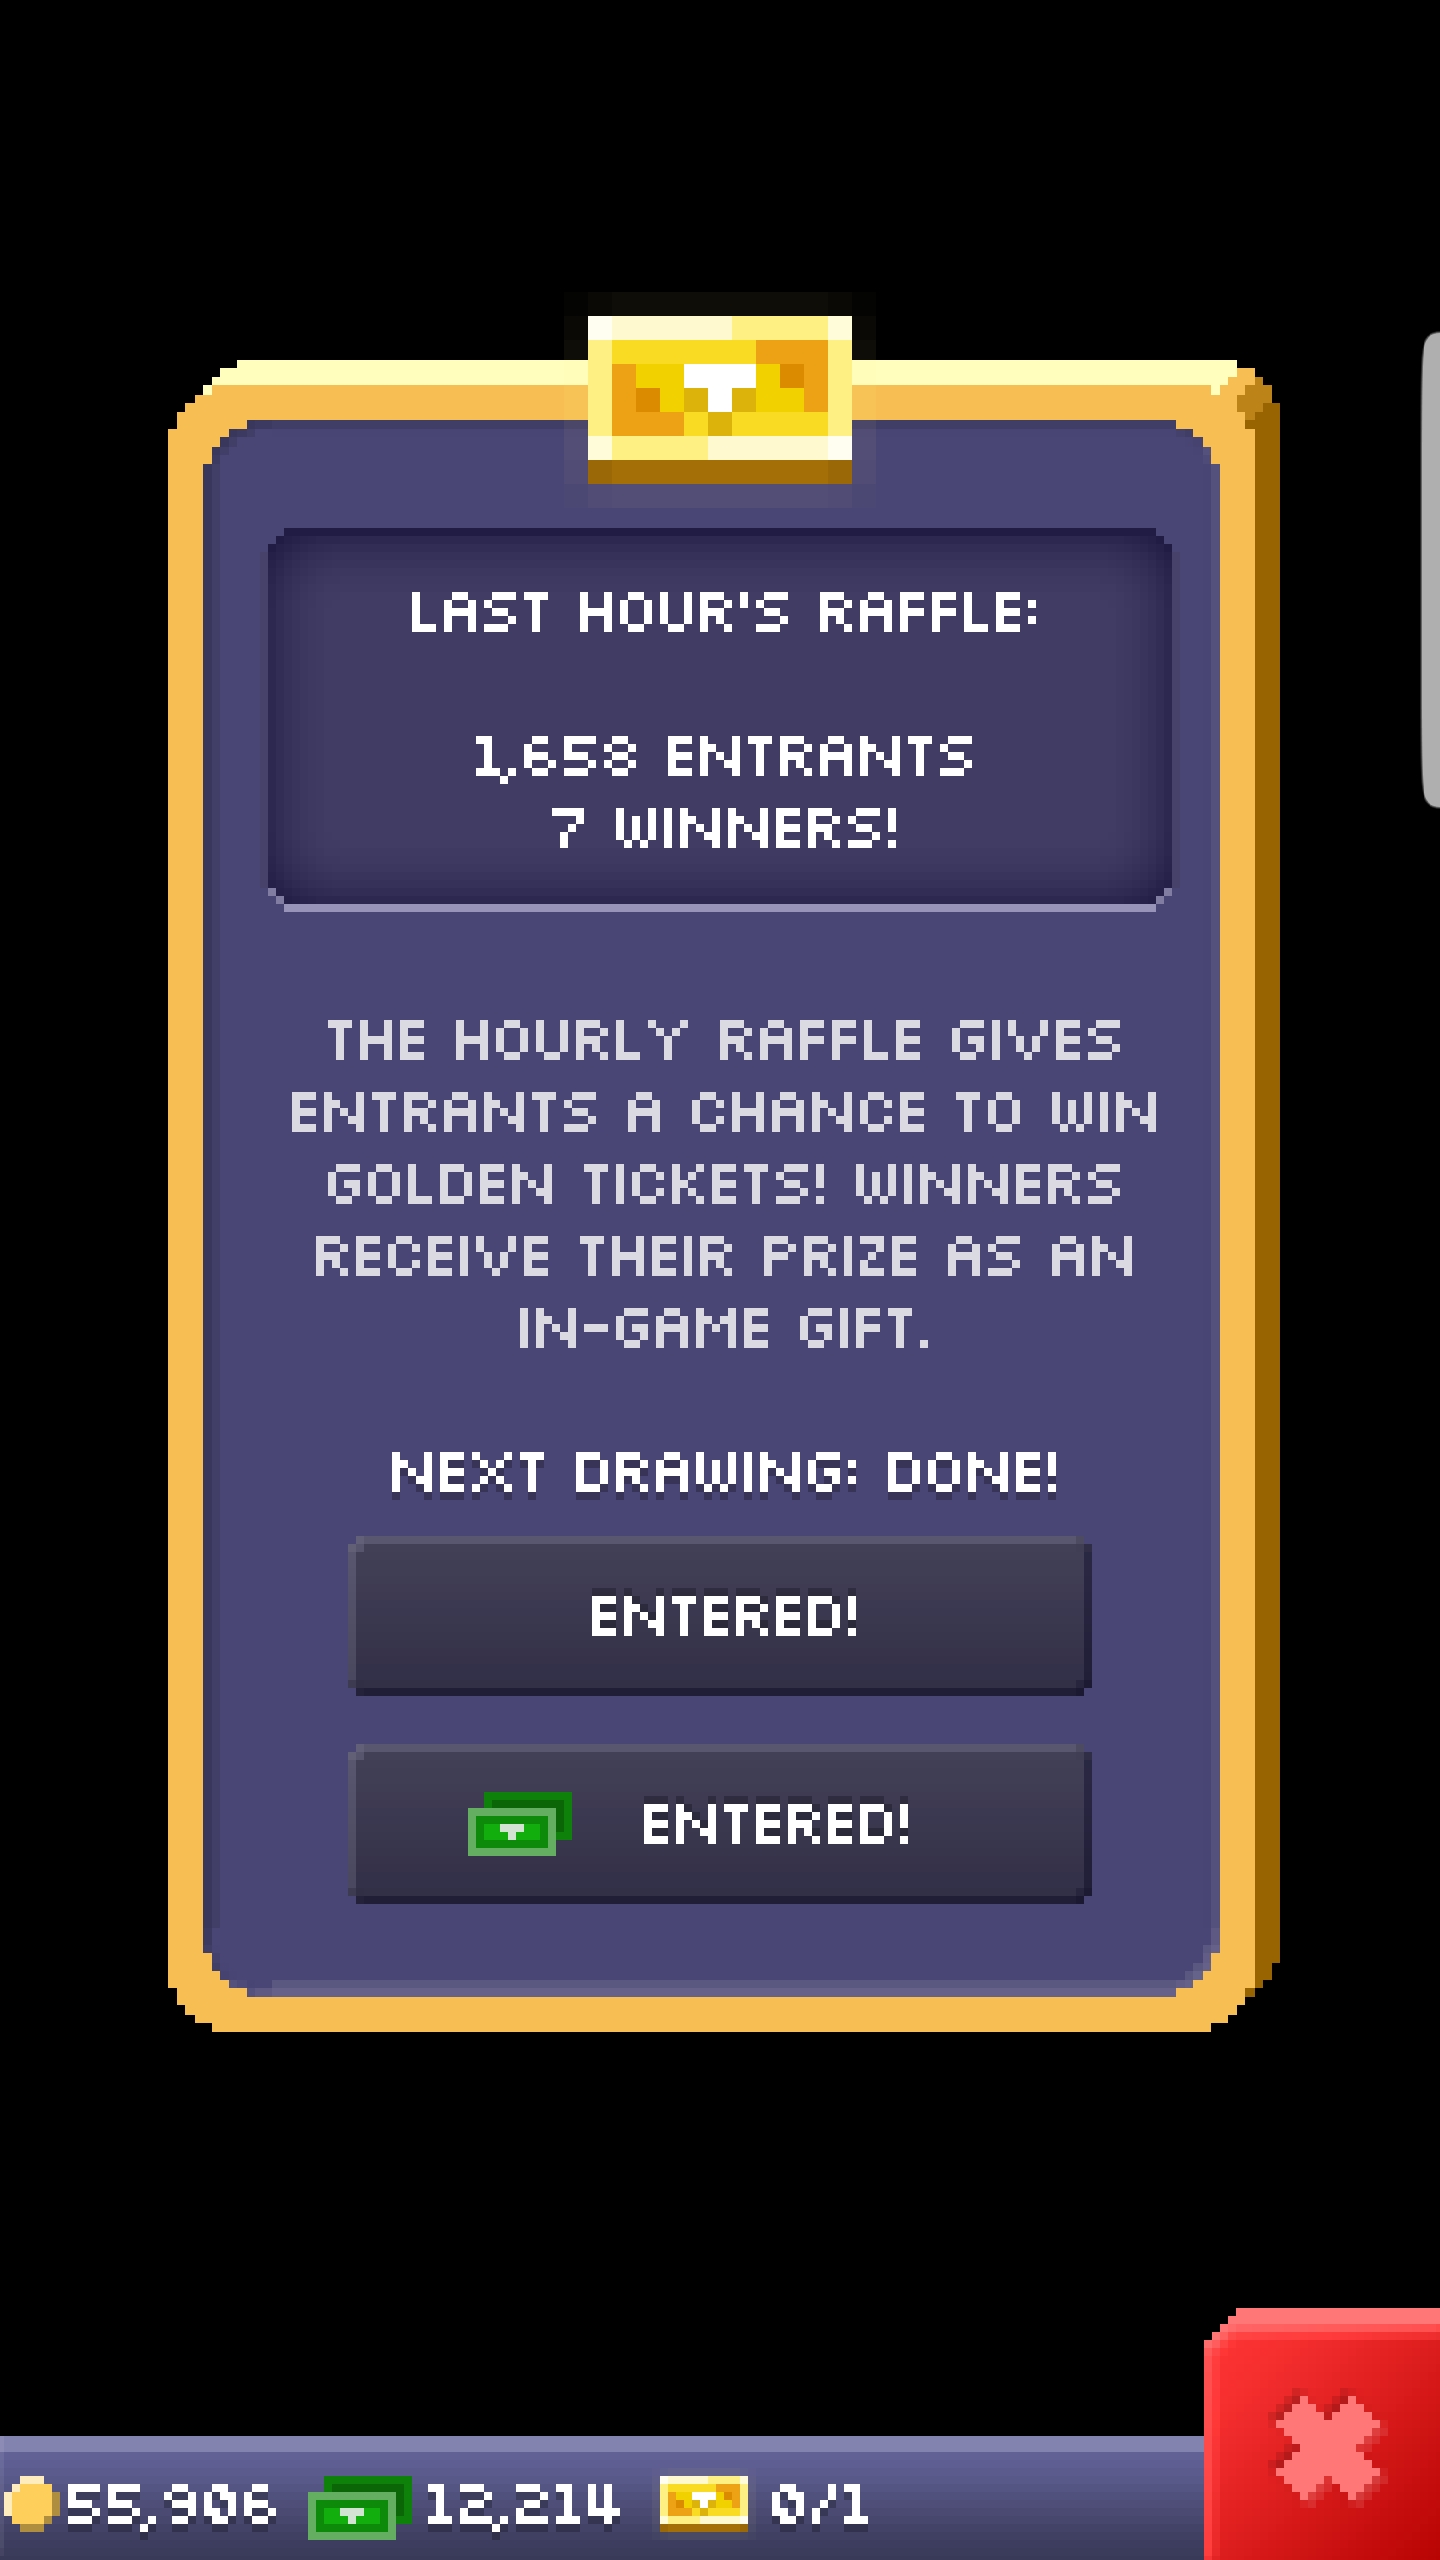 LAST HOUR'S RAFFLE:
1,658 ENTRANTS
7 WINNERS!
THE HOURLY RAFFLE GIVES
ENTRANTS A CHANCE TO WIN
GOLDEN TICKETS! WINNERS
RECEIVE THEIR PRIZE AS AN
IN-GAME GIFT.
NEXT DRAWING: DONE!
ENTERED!
ENTERED!
55,906 12,214 0/1